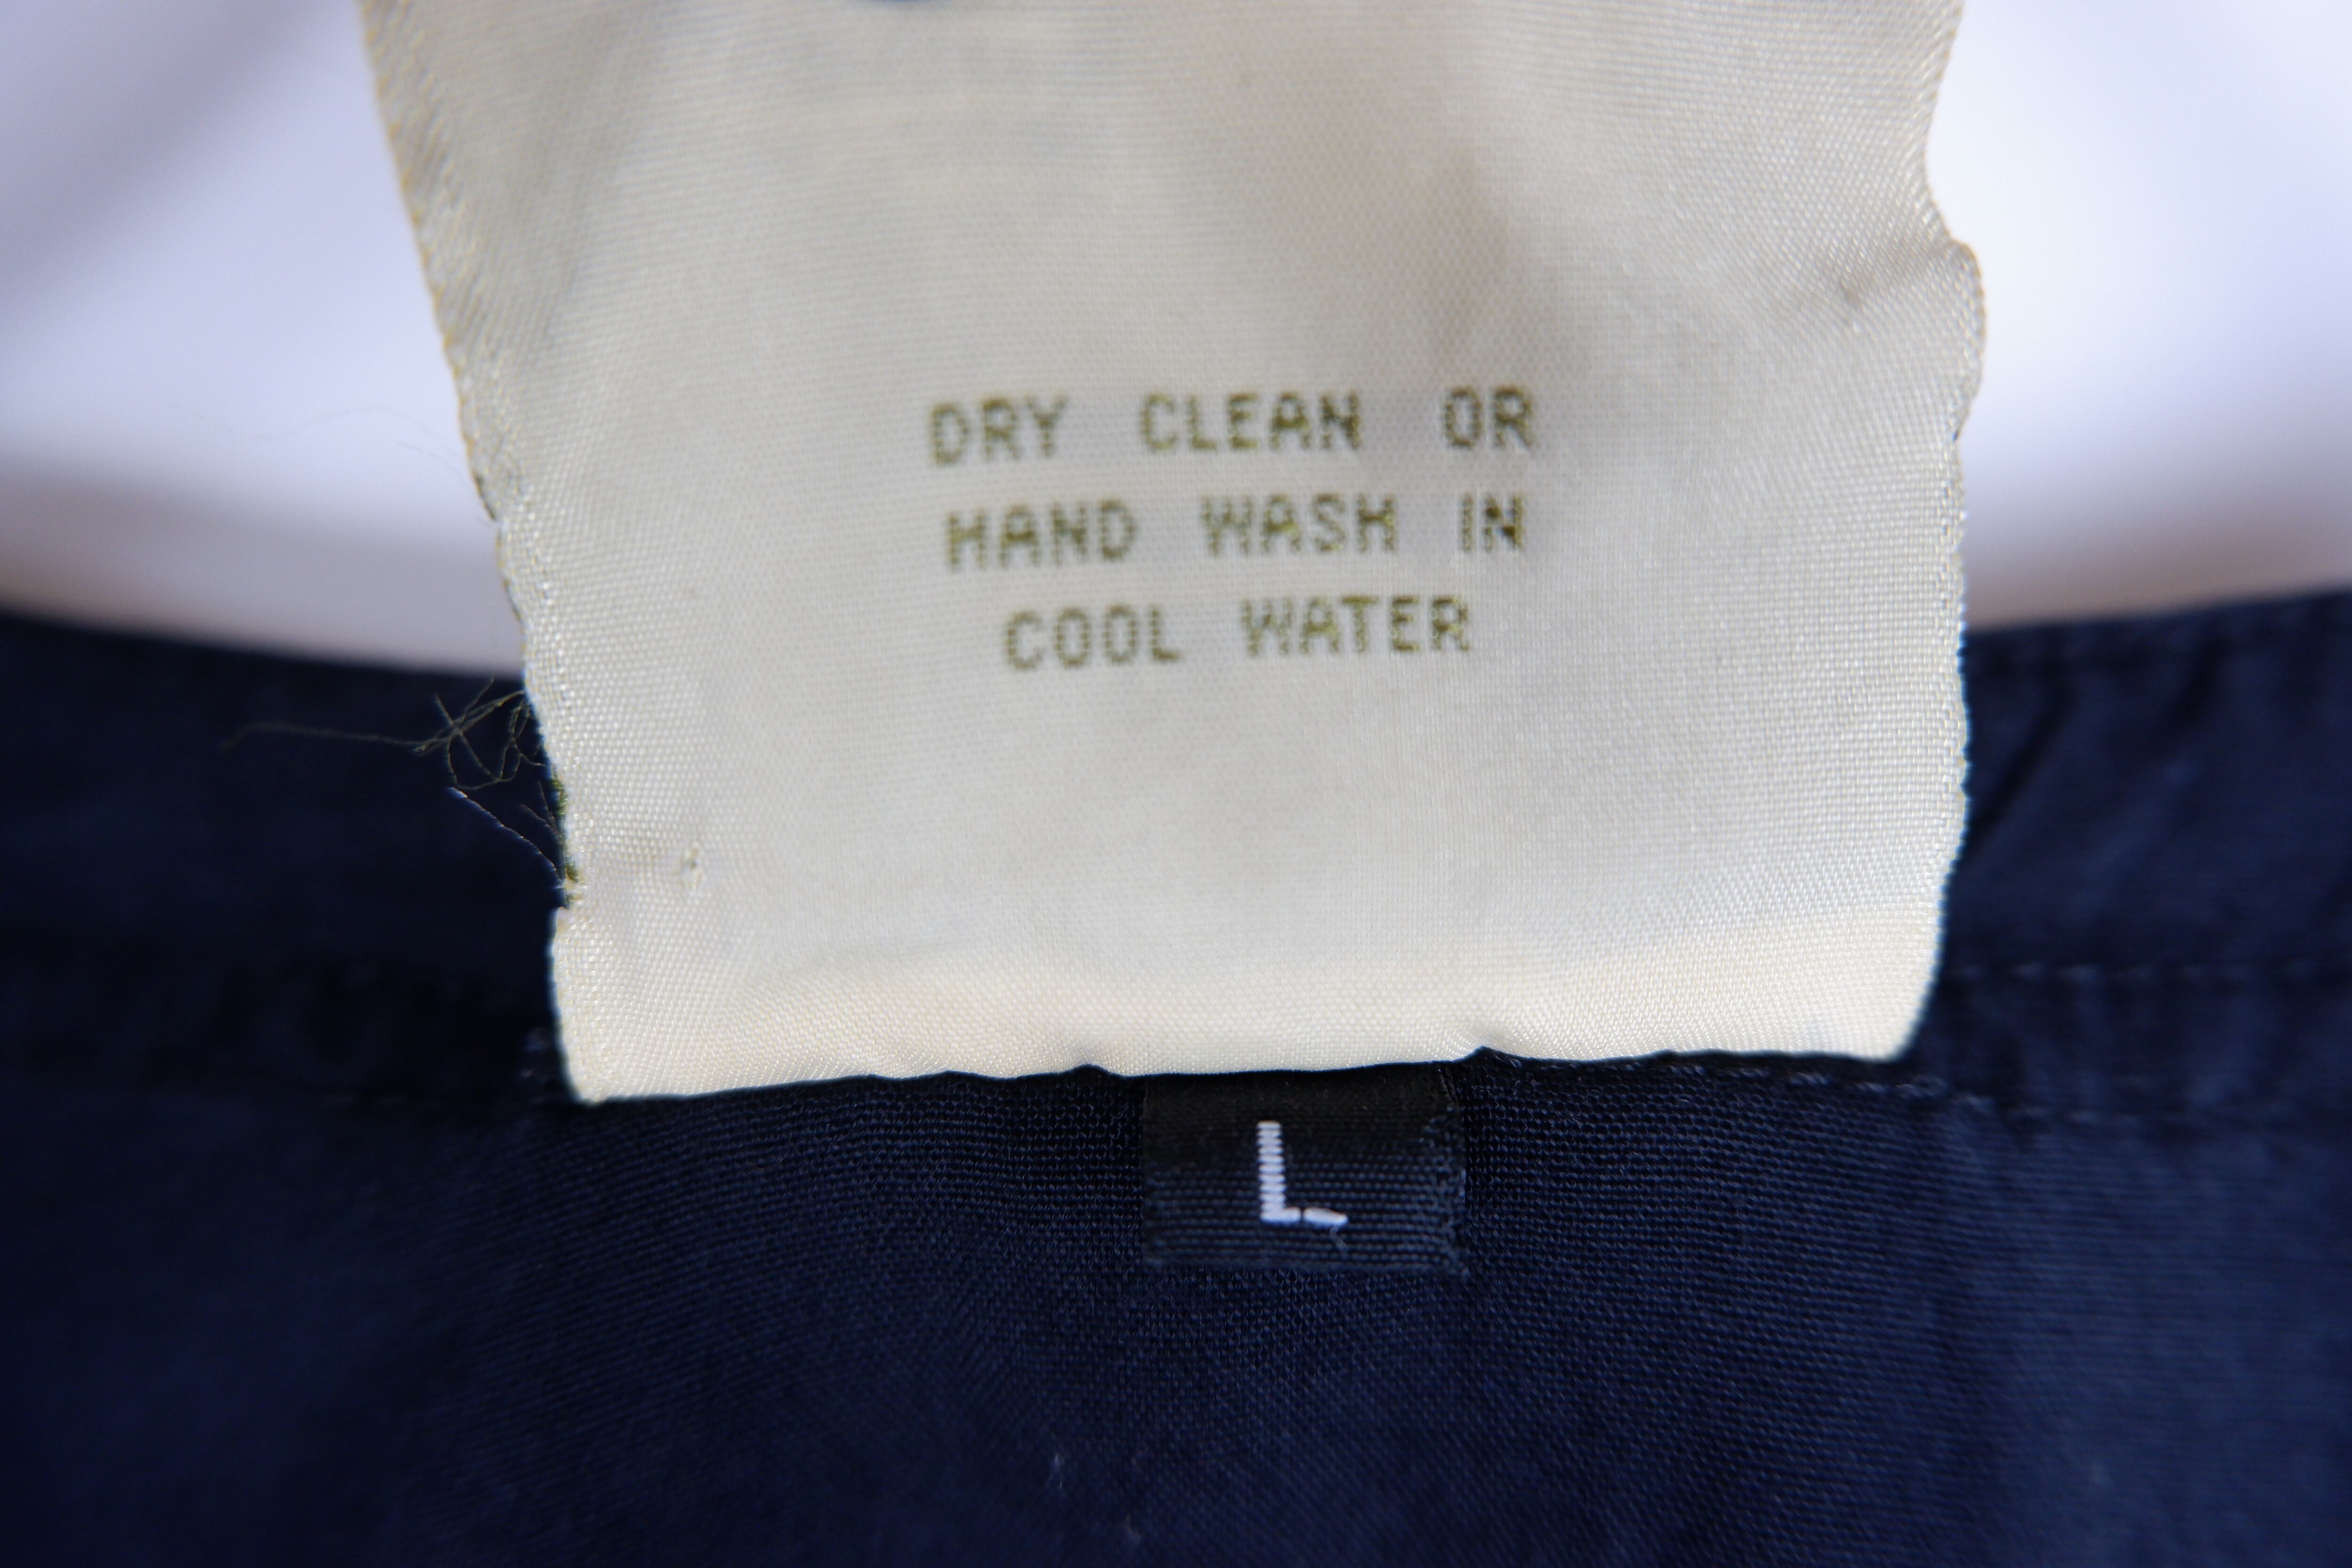 DRY CLEAN OR
HAND WASH IN
COOL WATER
L